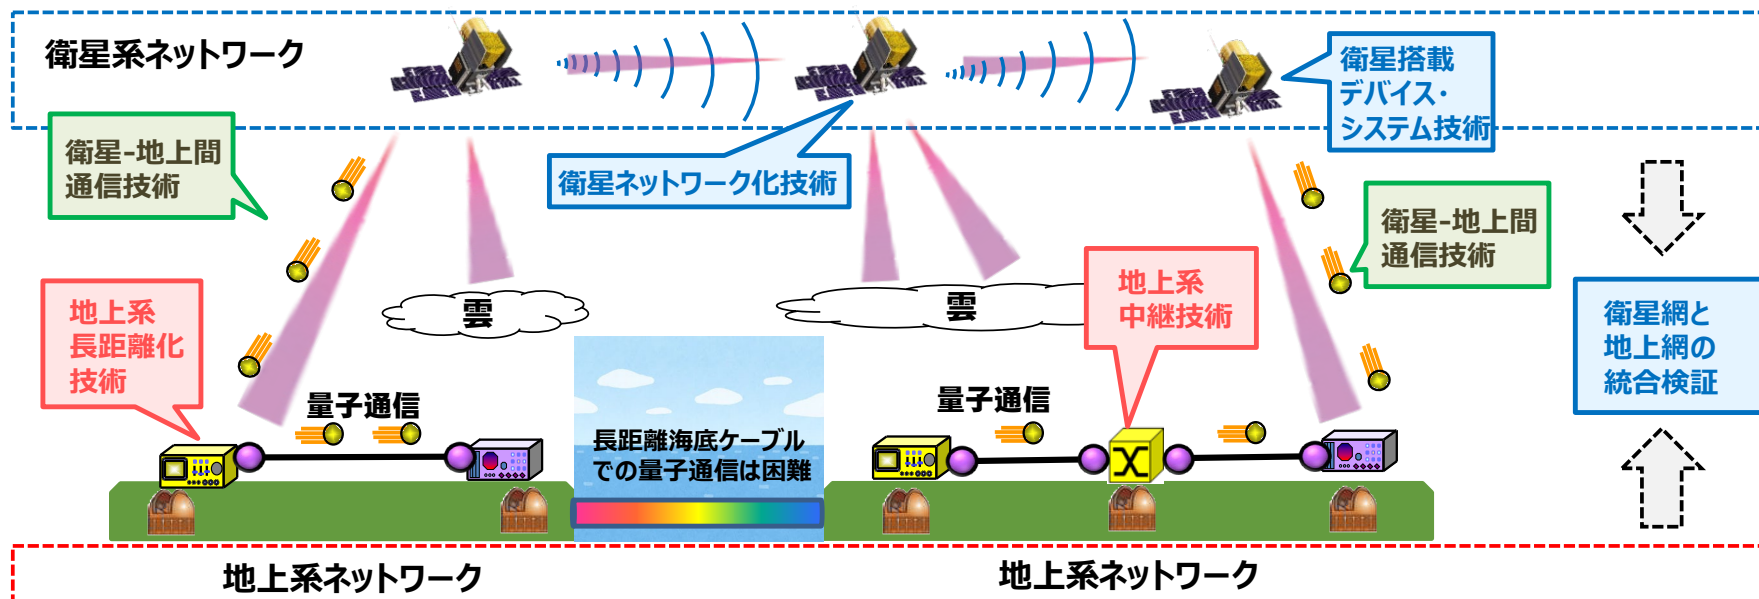 衛星系ネットワーク
衛星搭載
デバイス・
システム技術
衛星-地上間
通信技術
衛星ネットワーク化技術
衛星-地上間
通信技術
地上系
長距離化
技術
雲
雲
地上系
中継技術
衛星網と
地上網の
統合検証
量子通信
量子通信
長距離海底ケーブル
での量子通信は困難
地上系ネットワーク
地上系ネットワーク